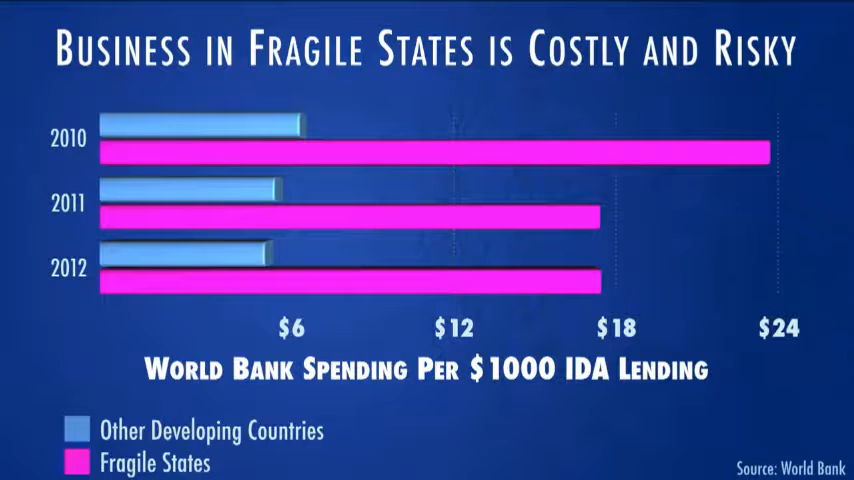 BUSINESS IN FRAGILE STATES IS COSTLY AND RISKY
2010
2011
2012
$6 $12 $18 $24
WORLD BANK SPENDING PER $1000 IDA LENDING
Other Developing Countries
Fragile States
Source: World Bank